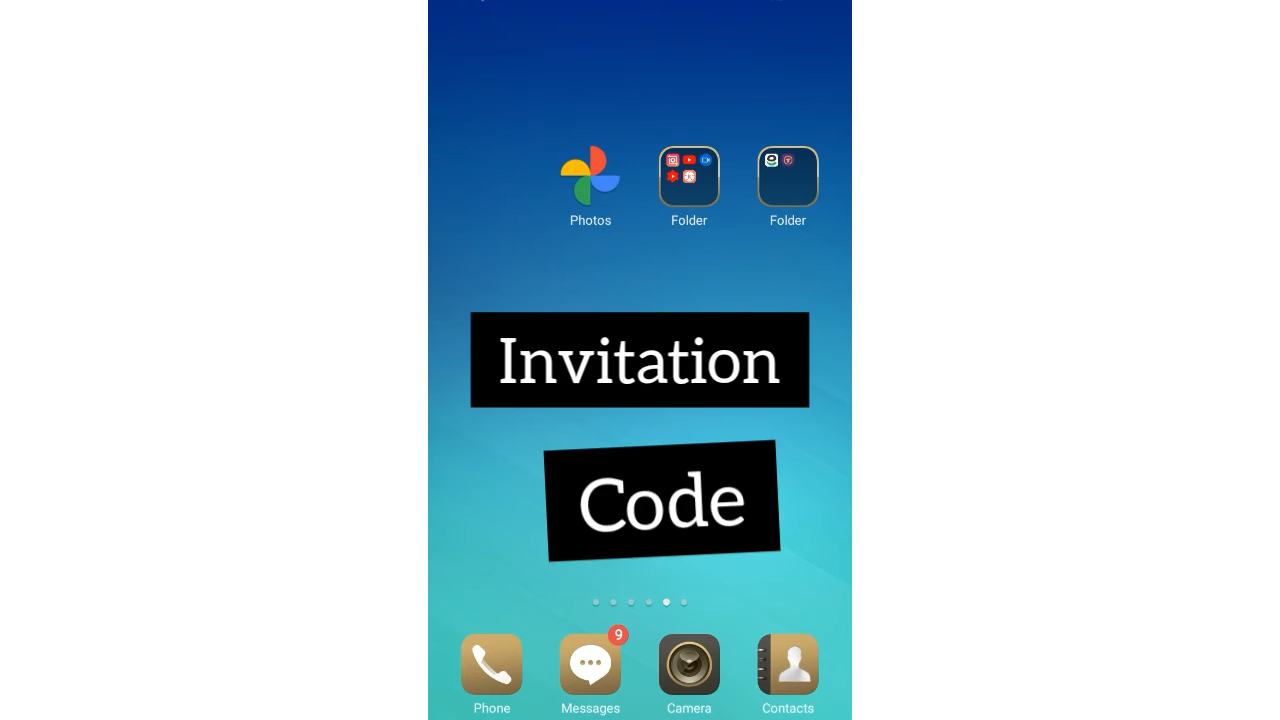 Photos Folder Folder
Invitation
Code
9
Phone Messages Camera Contacts